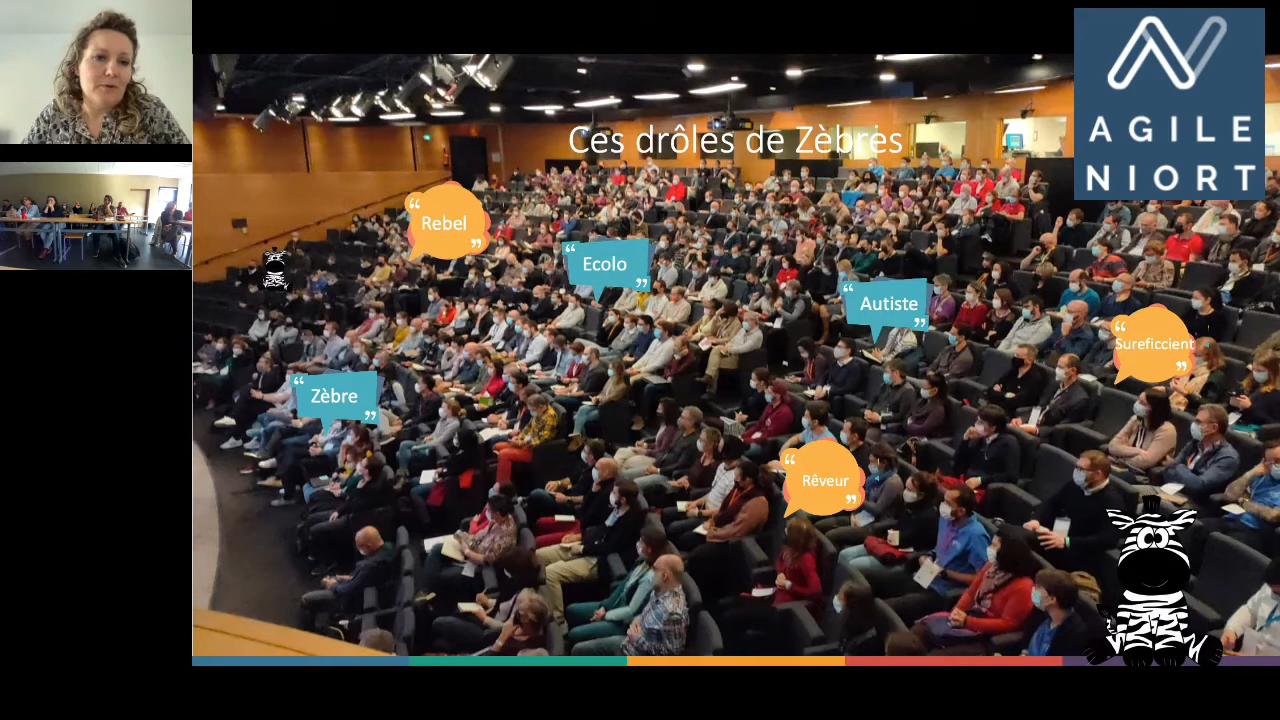 AGILE
NIORT
Ces drôles de Zèbres
“ Rebel ”
“ Ecolo ”
“ Autiste ”
“ Sureficcient ”
“ Zèbre ”
“ Rêveur ”